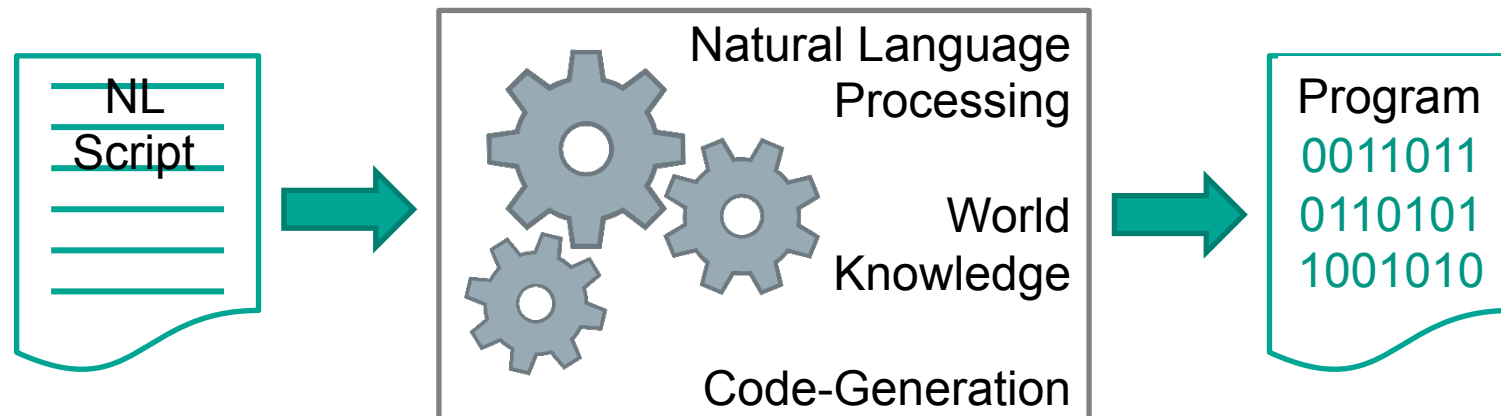 NL
Script
Natural Language
Processing
World
Knowledge
Code-Generation
Program
0011011
0110101
1001010